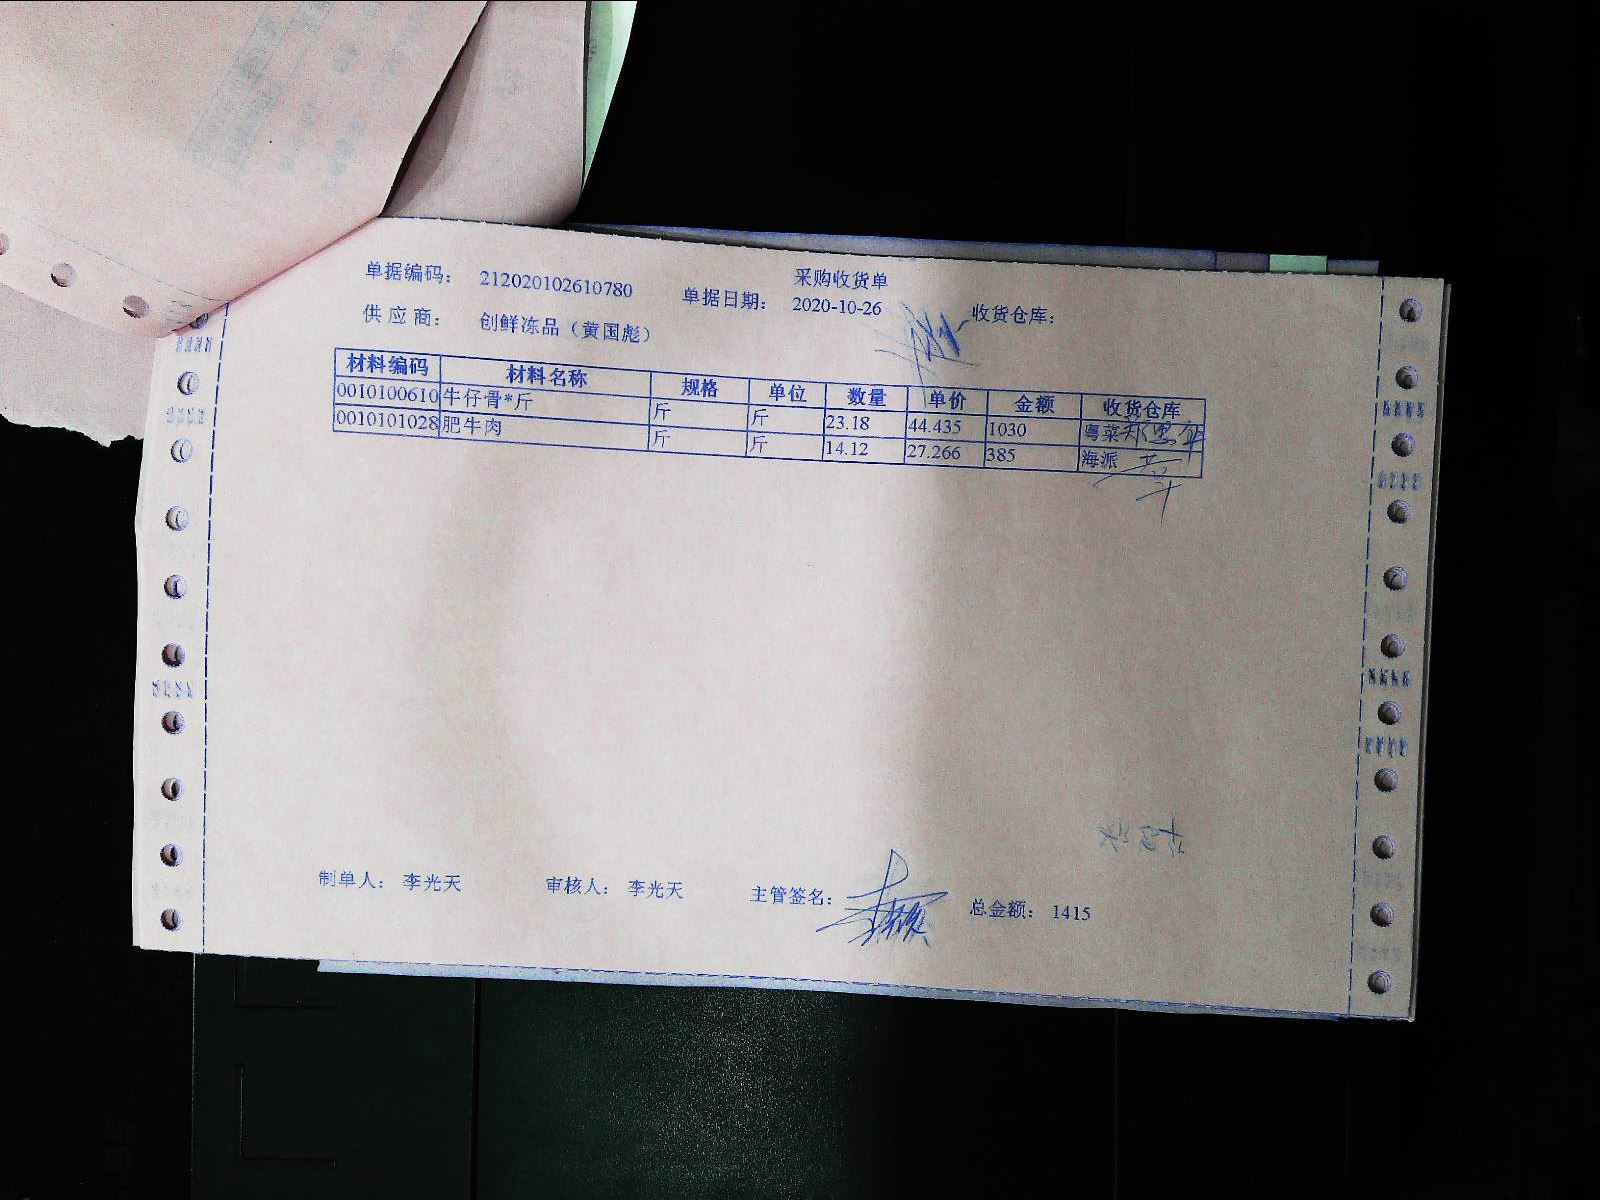 采购收货单
单据编码： 212020102610780 单据日期： 2020-10-26 收货仓库：
供应商： 创鲜冻品（黄国彪）
材料编码 材料名称 规格 单位 数量 单价 金额 收货仓库
0010100610 牛仔骨*斤 斤 斤 23.18 44.435 1030 粤菜
0010101028 肥牛肉 斤 斤 14.12 27.266 385 海派
制单人： 李光天 审核人： 李光天 主管签名： 总金额： 1415